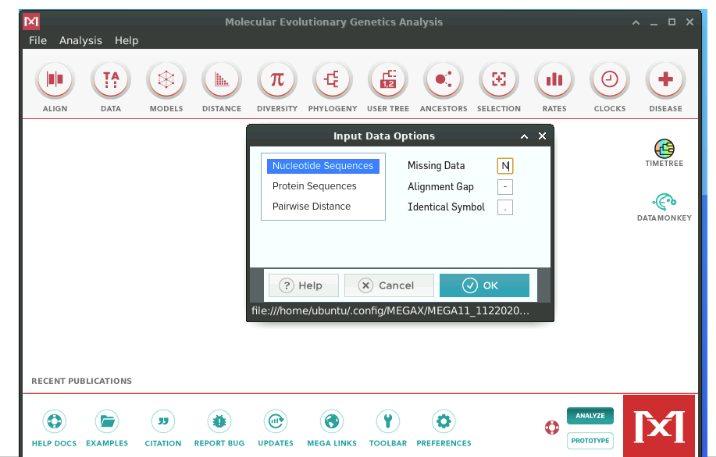 Molecular Evolutionary Genetics Analysis
File Analysis Help
ALIGN DATA MODELS DISTANCE DIVERSITY PHYLOGENY USER TREE ANCESTORS SELECTION RATES CLOCKS DISEASE
Input Data Options
Nucleotide Sequences
Protein Sequences
Pairwise Distance
Missing Data N
Alignment Gap -
Identical Symbol .
Help Cancel OK
file:///home/ubuntu/.config/MEGAX/MEGA11_1122020...
TIMETREE
DATAMONKEY
RECENT PUBLICATIONS
HELP DOCS EXAMPLES CITATION REPORT BUG UPDATES MEGA LINKS TOOLBAR PREFERENCES
ANALYZE
PROTOTYPE